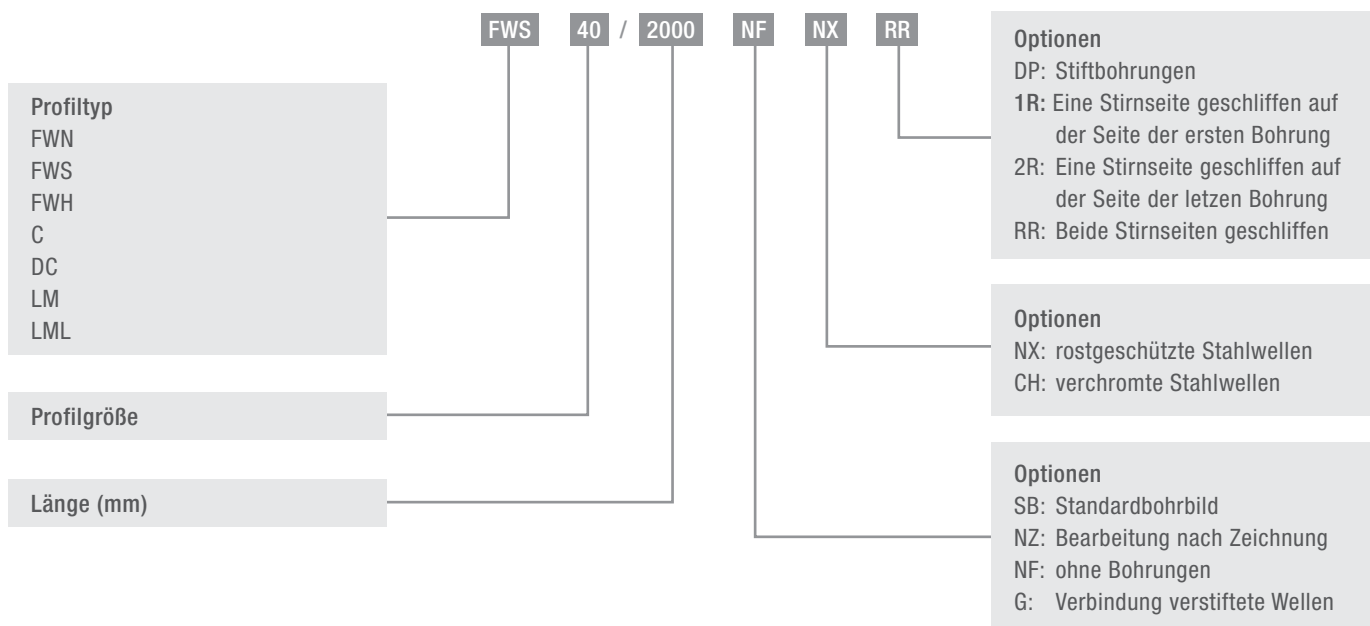 FWS 40 / 2000 NF NX RR
Profiltyp
FWN
FWS
FWH
C
DC
LM
LML
Profilgröße
Länge (mm)
Optionen
DP: Stiftbohrungen
1R: Eine Stirnseite geschliffen auf
der Seite der ersten Bohrung
2R: Eine Stirnseite geschliffen auf
der Seite der letzen Bohrung
RR: Beide Stirnseiten geschliffen
Optionen
NX: rostgeschützte Stahlwellen
CH: verchromte Stahlwellen
Optionen
SB: Standardbohrbild
NZ: Bearbeitung nach Zeichnung
NF: ohne Bohrungen
G: Verbindung verstiftete Wellen